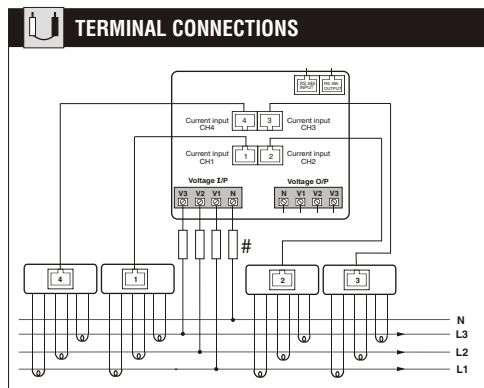 TERMINAL CONNECTIONS
RS 485 INPUT
RS 485 OUTPUT
Current input CH4
4
3
Current input CH3
Current input CH1
1
2
Current input CH2
Voltage I/P
Voltage O/P
V3 V2 V1 N
N V1 V2 V3
#
4
1
2
3
N
L3
L2
L1